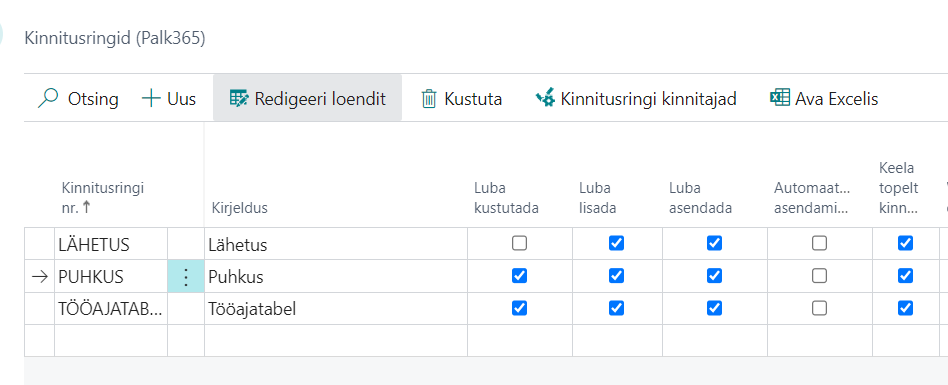 Kinnitusringid (Palk365)
Otsing Uus Redigeeri loendit Kustuta Kinnitusringi kinnitajad Ava Excelis
Kinnitusringi nr. ↑ Kirjeldus Luba kustutada Luba lisada Luba asendada Automaat... asendami... Keela topelt kinn...
LÄHETUS Lähetus
PUHKUS Puhkus
TÖÖAJATAB... Tööajatabel